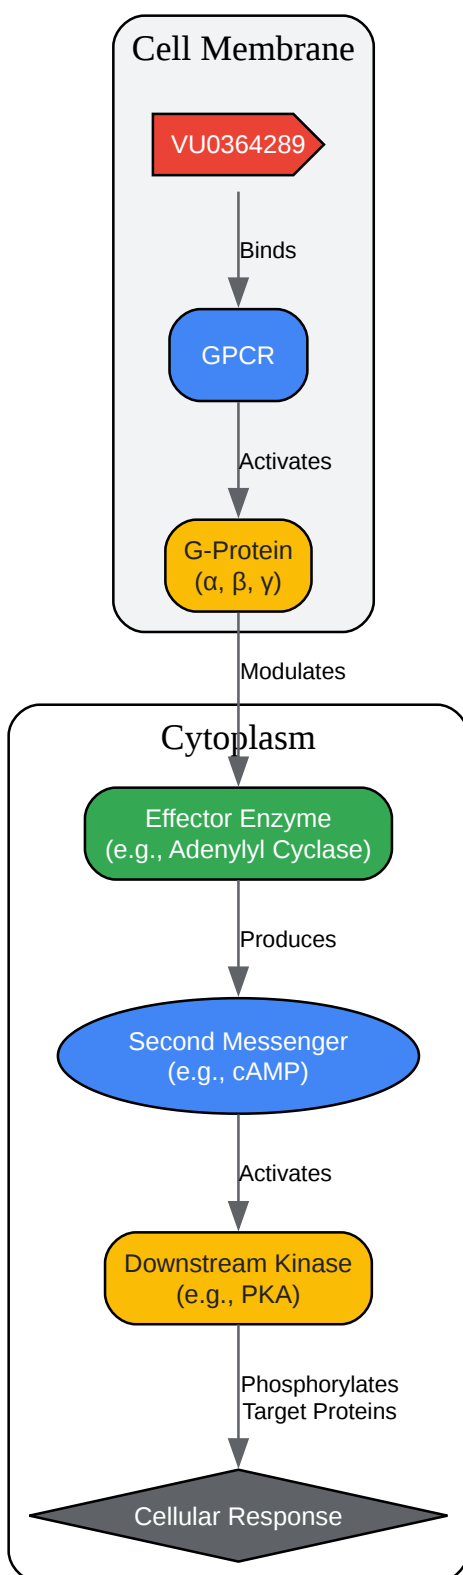 Cell Membrane
VU0364289
Binds
GPCR
Activates
G-Protein
(α, β, γ)
Modulates
Cytoplasm
Effector Enzyme
(e.g., Adenylyl Cyclase)
Produces
Second Messenger
(e.g., cAMP)
Activates
Downstream Kinase
(e.g., PKA)
Phosphorylates
Target Proteins
Cellular Response